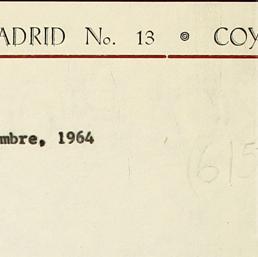 ADRID No. 13 ◎ COY
mbre, 1964
(615